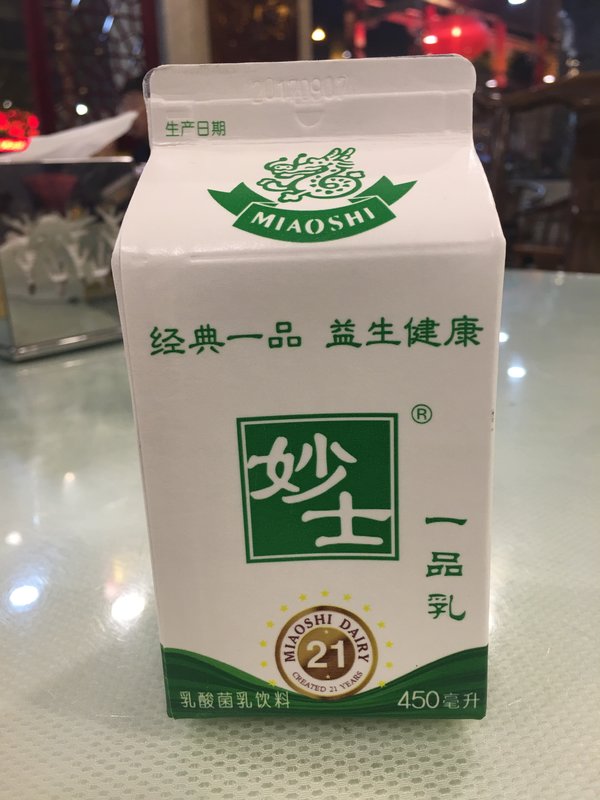 20170907
生产日期
MIAOSHI
经典一品 益生健康
®
妙士
一品乳
MIAOSHI DAIRY
21
CREATED 21 YEARS
乳酸菌乳饮料
450毫升